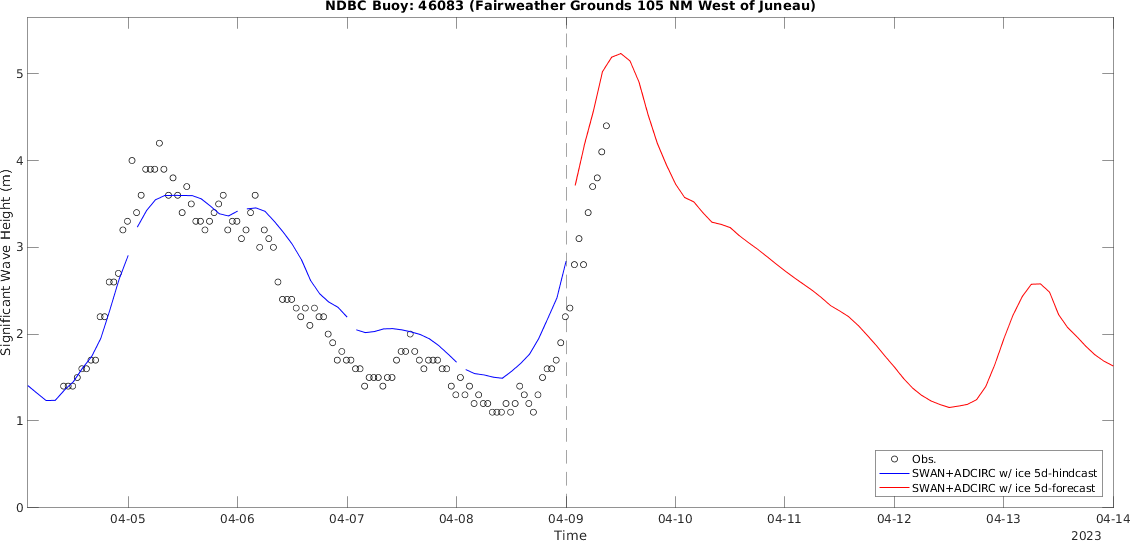 NDBC Buoy: 46083 (Fairweather Grounds 105 NM West of Juneau)
Significant Wave Height (m)
5
4
3
2
1
0
Obs.
SWAN+ADCIRC w/ ice 5d-hindcast
SWAN+ADCIRC w/ ice 5d-forecast
04-05 04-06 04-07 04-08 04-09 04-10 04-11 04-12 04-13 04-14
Time
2023